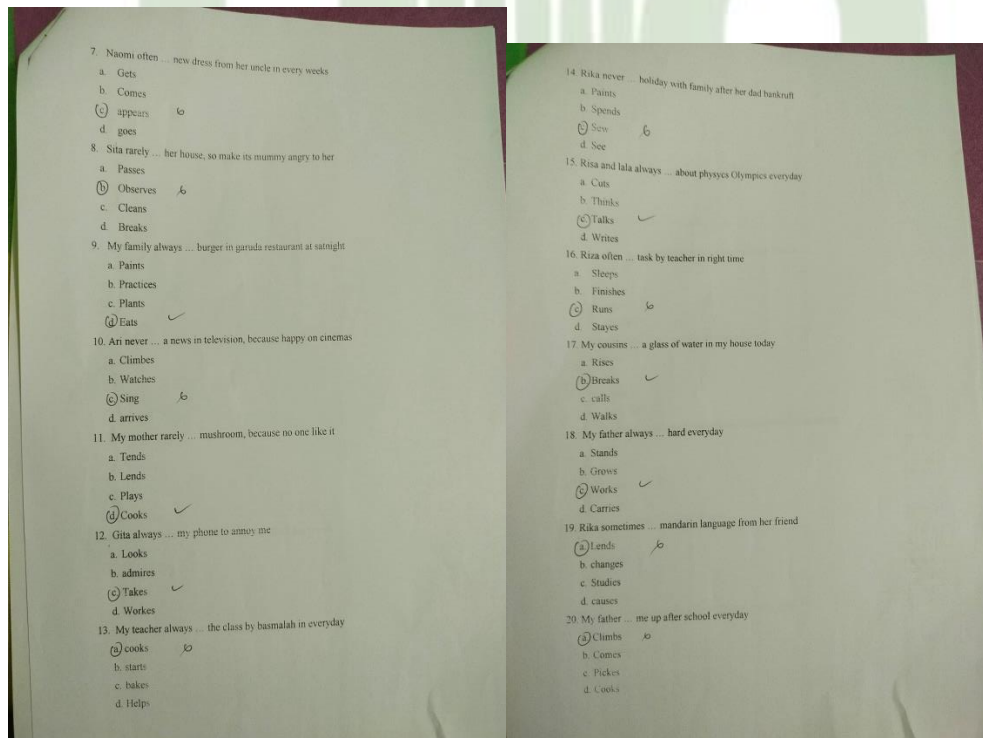 7. Naomi often ... new dress from her uncle in every weeks
a. Gets
b. Comes
c. appears
d. goes
8. Sita rarely ... her house, so make its mummy angry to her
a. Passes
b. Observes
c. Cleans
d. Breaks
9. My family always ... burger in garuda restaurant at satnight
a. Paints
b. Practices
c. Plants
d. Eats
10. Ari never ... a news in television, because happy on cinemas
a. Climbes
b. Watches
c. Sing
d. arrives
11. My mother rarely ... mushroom, because no one like it
a. Tends
b. Lends
c. Plays
d. Cooks
12. Gita always ... my phone to annoy me
a. Looks
b. admires
c. Takes
d. Workes
13. My teacher always ... the class by basmalah in everyday
a. cooks
b. starts
c. bakes
d. Helps
14. Rika never ... holiday with family after her dad bankruft
a. Paints
b. Spends
c. Sew
d. See
15. Risa and lala always ... about physycs Olympics everyday
a. Cuts
b. Thinks
c. Talks
d. Writes
16. Riza often ... task by teacher in right time
a. Sleeps
b. Finishes
c. Runs
d. Stayes
17. My cousins ... a glass of water in my house today
a. Rises
b. Breaks
c. calls
d. Walks
18. My father always ... hard everyday
a. Stands
b. Grows
c. Works
d. Carries
19. Rika sometimes ... mandarin language from her friend
a. Lends
b. changes
c. Studies
d. causes
20. My father ... me up after school everyday
a. Climbs
b. Comes
c. Pickes
d. Cooks